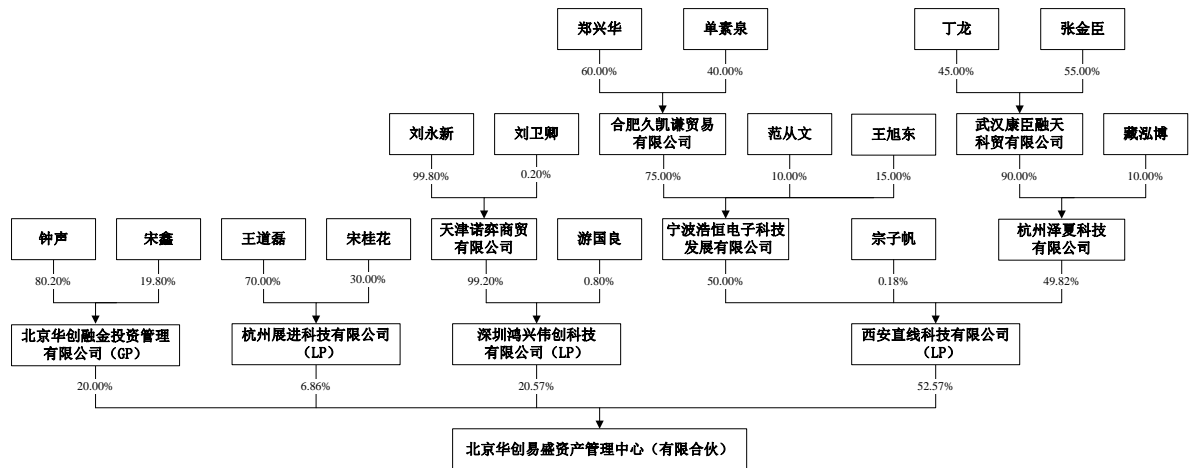 郑兴华
单素泉
丁龙
张金臣
60.00%
40.00%
45.00%
55.00%
刘永新
刘卫卿
合肥久凯谦贸易
有限公司
范从文
王旭东
武汉康臣融天
科贸有限公司
藏泓博
99.80%
0.20%
75.00%
10.00%
15.00%
90.00%
10.00%
钟声
宋鑫
王道磊
宋桂花
天津诺弈商贸
有限公司
游国良
宁波浩恒电子科技
发展有限公司
宗子帆
杭州泽夏科技
有限公司
80.20%
19.80%
70.00%
30.00%
99.20%
0.80%
50.00%
0.18%
49.82%
北京华创融金投资管理
有限公司（GP）
杭州展进科技有限公司
（LP）
深圳鸿兴伟创科技
有限公司（LP）
西安直线科技有限公司
（LP）
20.00%
6.86%
20.57%
52.57%
北京华创易盛资产管理中心（有限合伙）